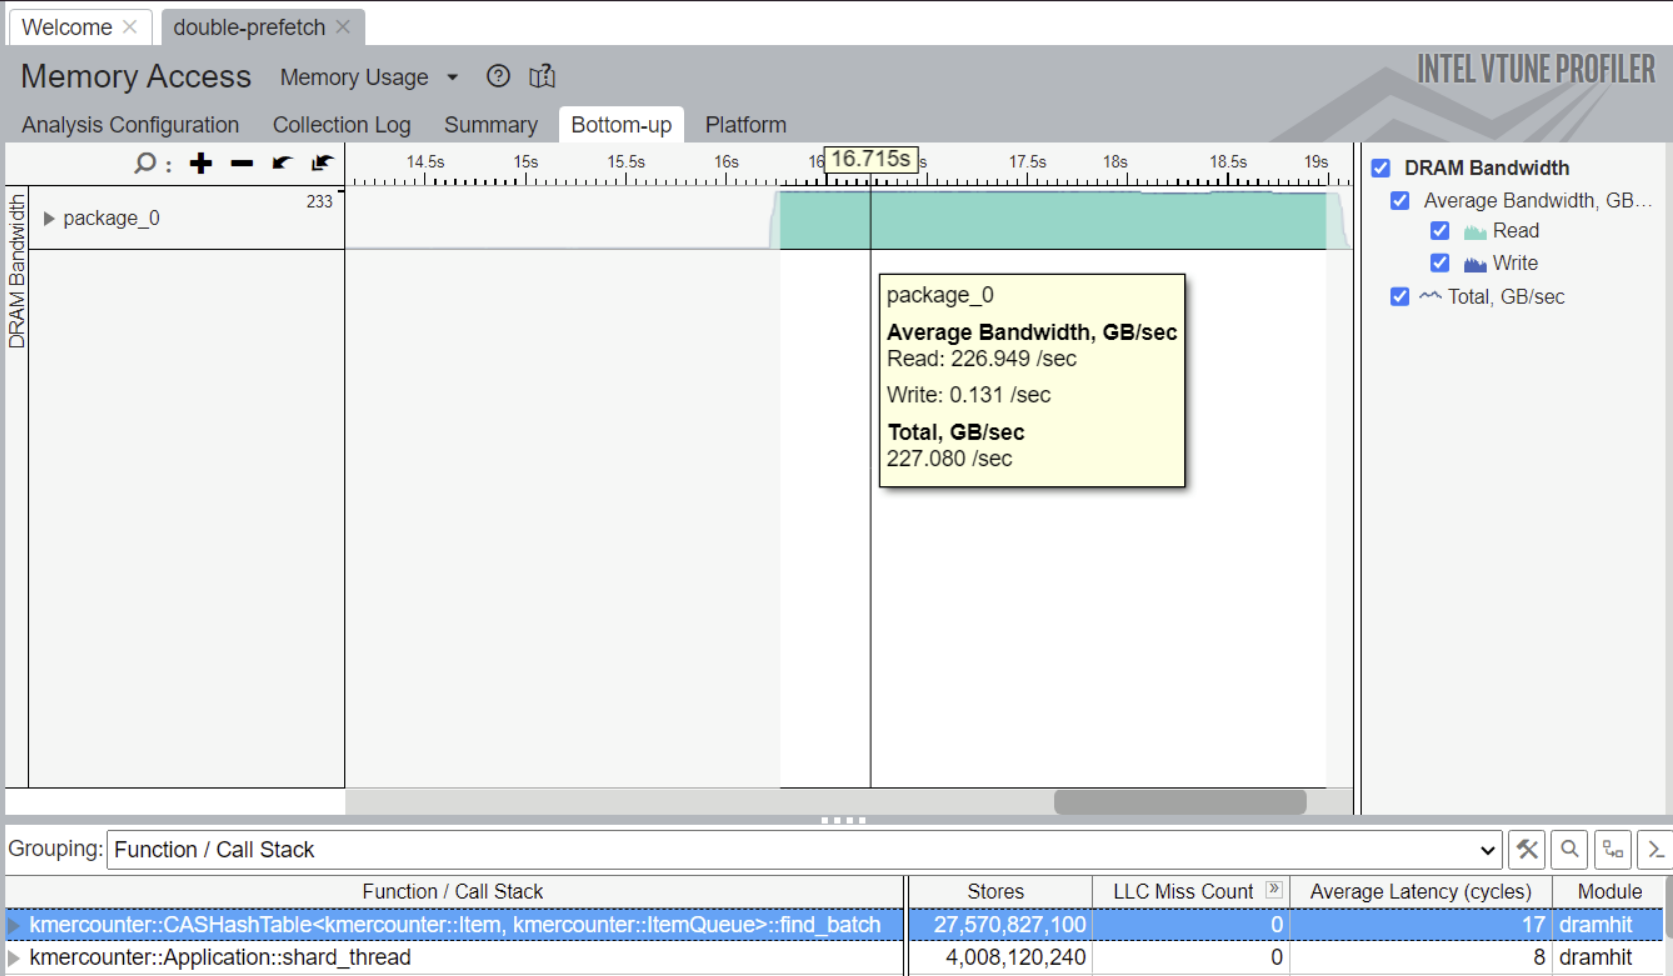 Welcome
double-prefetch
Memory Access
Memory Usage
INTEL VTUNE PROFILER
Analysis Configuration
Collection Log
Summary
Bottom-up
Platform
14.5s
15s
15.5s
16s
16
16.715s
s
17.5s
18s
18.5s
19s
DRAM Bandwidth
package_0
233
package_0
Average Bandwidth, GB/sec
Read: 226.949 /sec
Write: 0.131 /sec
Total, GB/sec
227.080 /sec
DRAM Bandwidth
Average Bandwidth, GB...
Read
Write
Total, GB/sec
Grouping: Function / Call Stack
Function / Call Stack Stores LLC Miss Count Average Latency (cycles) Module
kmercounter::CASHashTable<kmercounter::Item, kmercounter::ItemQueue>::find_batch 27,570,827,100 0 17 dramhit
kmercounter::Application::shard_thread 4,008,120,240 0 8 dramhit